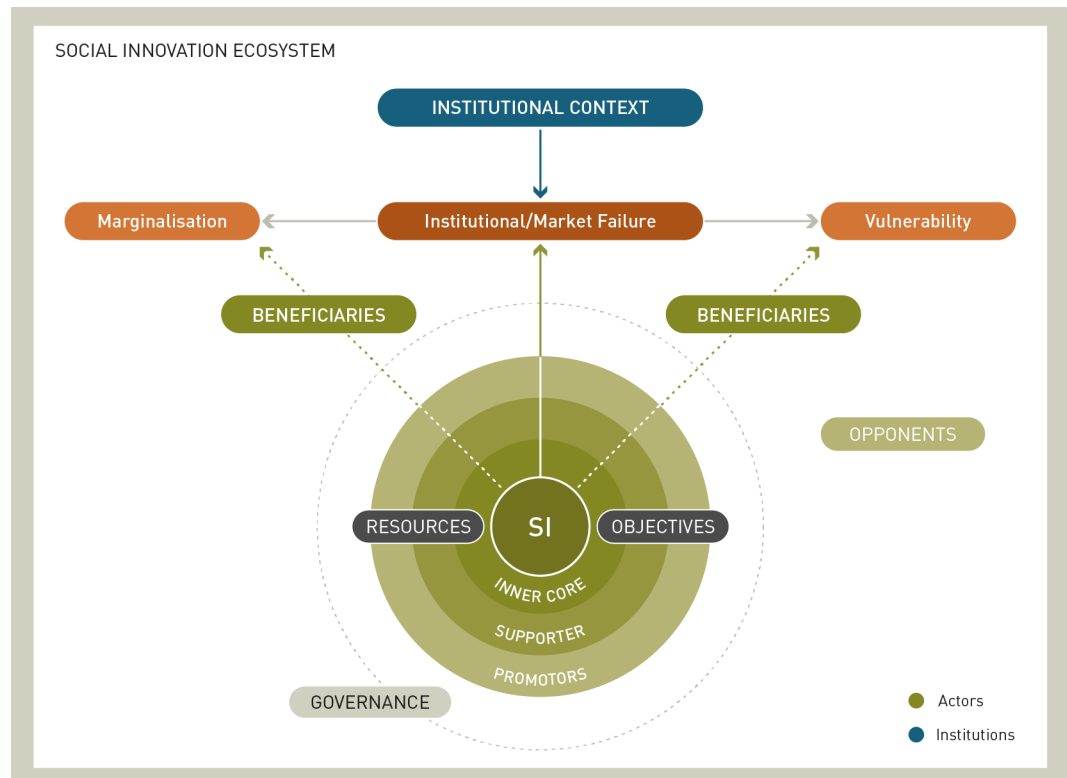 SOCIAL INNOVATION ECOSYSTEM
INSTITUTIONAL CONTEXT
Marginalisation
Institutional/Market Failure
Vulnerability
BENEFICIARIES
BENEFICIARIES
OPPONENTS
RESOURCES
SI
OBJECTIVES
INNER CORE
SUPPORTER
PROMOTORS
GOVERNANCE
Actors
Institutions